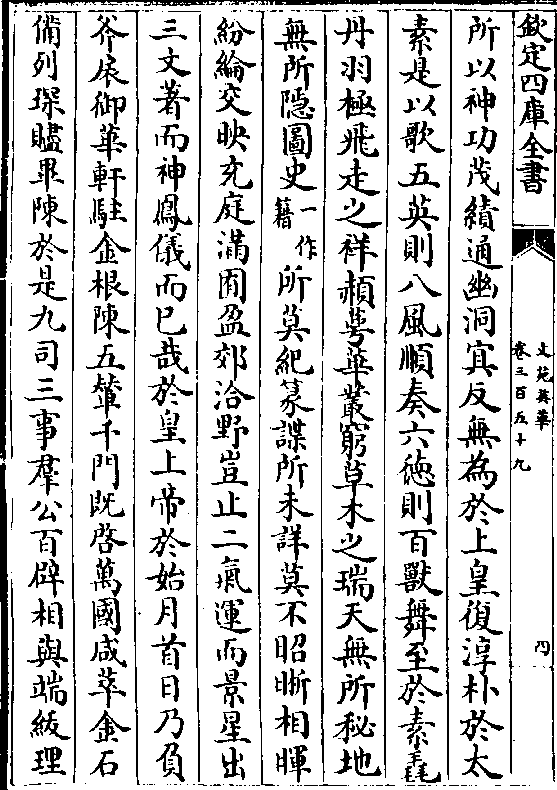 欽定四庫全書
文苑英華
卷三百五十九
四
所以神功茂績通幽洞冥反無為於上皇復淳朴於太
素是以歌五英則八風順奏六德則百獸舞至於素毳
丹羽極飛走之祥赬萼華叢窮草木之瑞天無所秘地
無所隱圖史一作籍所莫紀篆諜所未詳莫不昭晣相暉
紛綸交映充庭滿囿盈郊洽野豈止二氣運而景星出
三文著而神鳳儀而已哉於皇上帝於始月首日乃負
斧扆御華軒駐金根陳五輦千門既啓萬國咸萃金石
備列琛贐畢陳於是九司三事羣公百辟相與端紱理